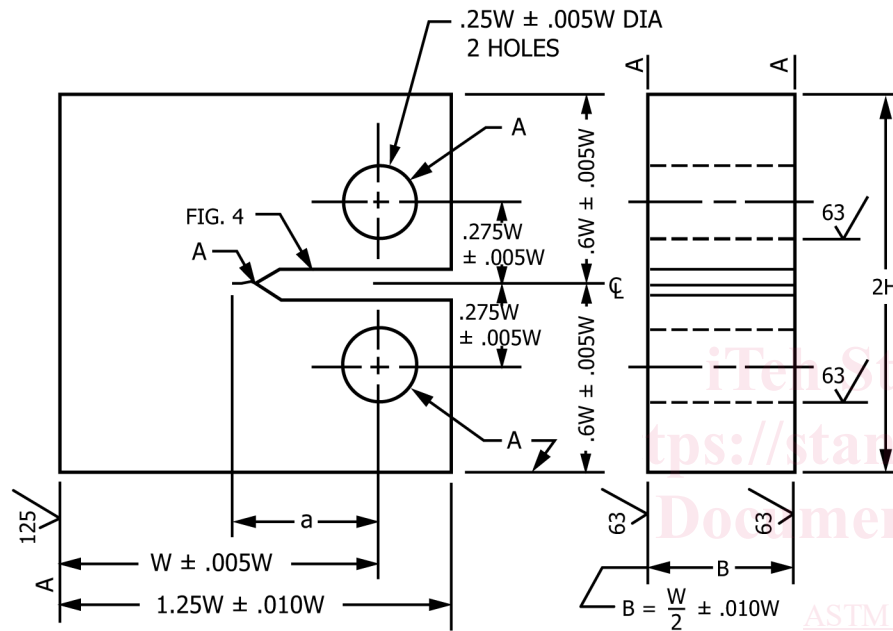 .25W ± .005W DIA
2 HOLES
A
A
A
FIG. 4
A
.275W
± .005W
.6W ± .005W
63
℄
2H
.275W
± .005W
.6W ± .005W
63
iTeh St
tps://stan
Documen
A
125
a
63
63
W ± .005W
B
A
1.25W ± .010W
B = W/2 ± .010W
ASTM